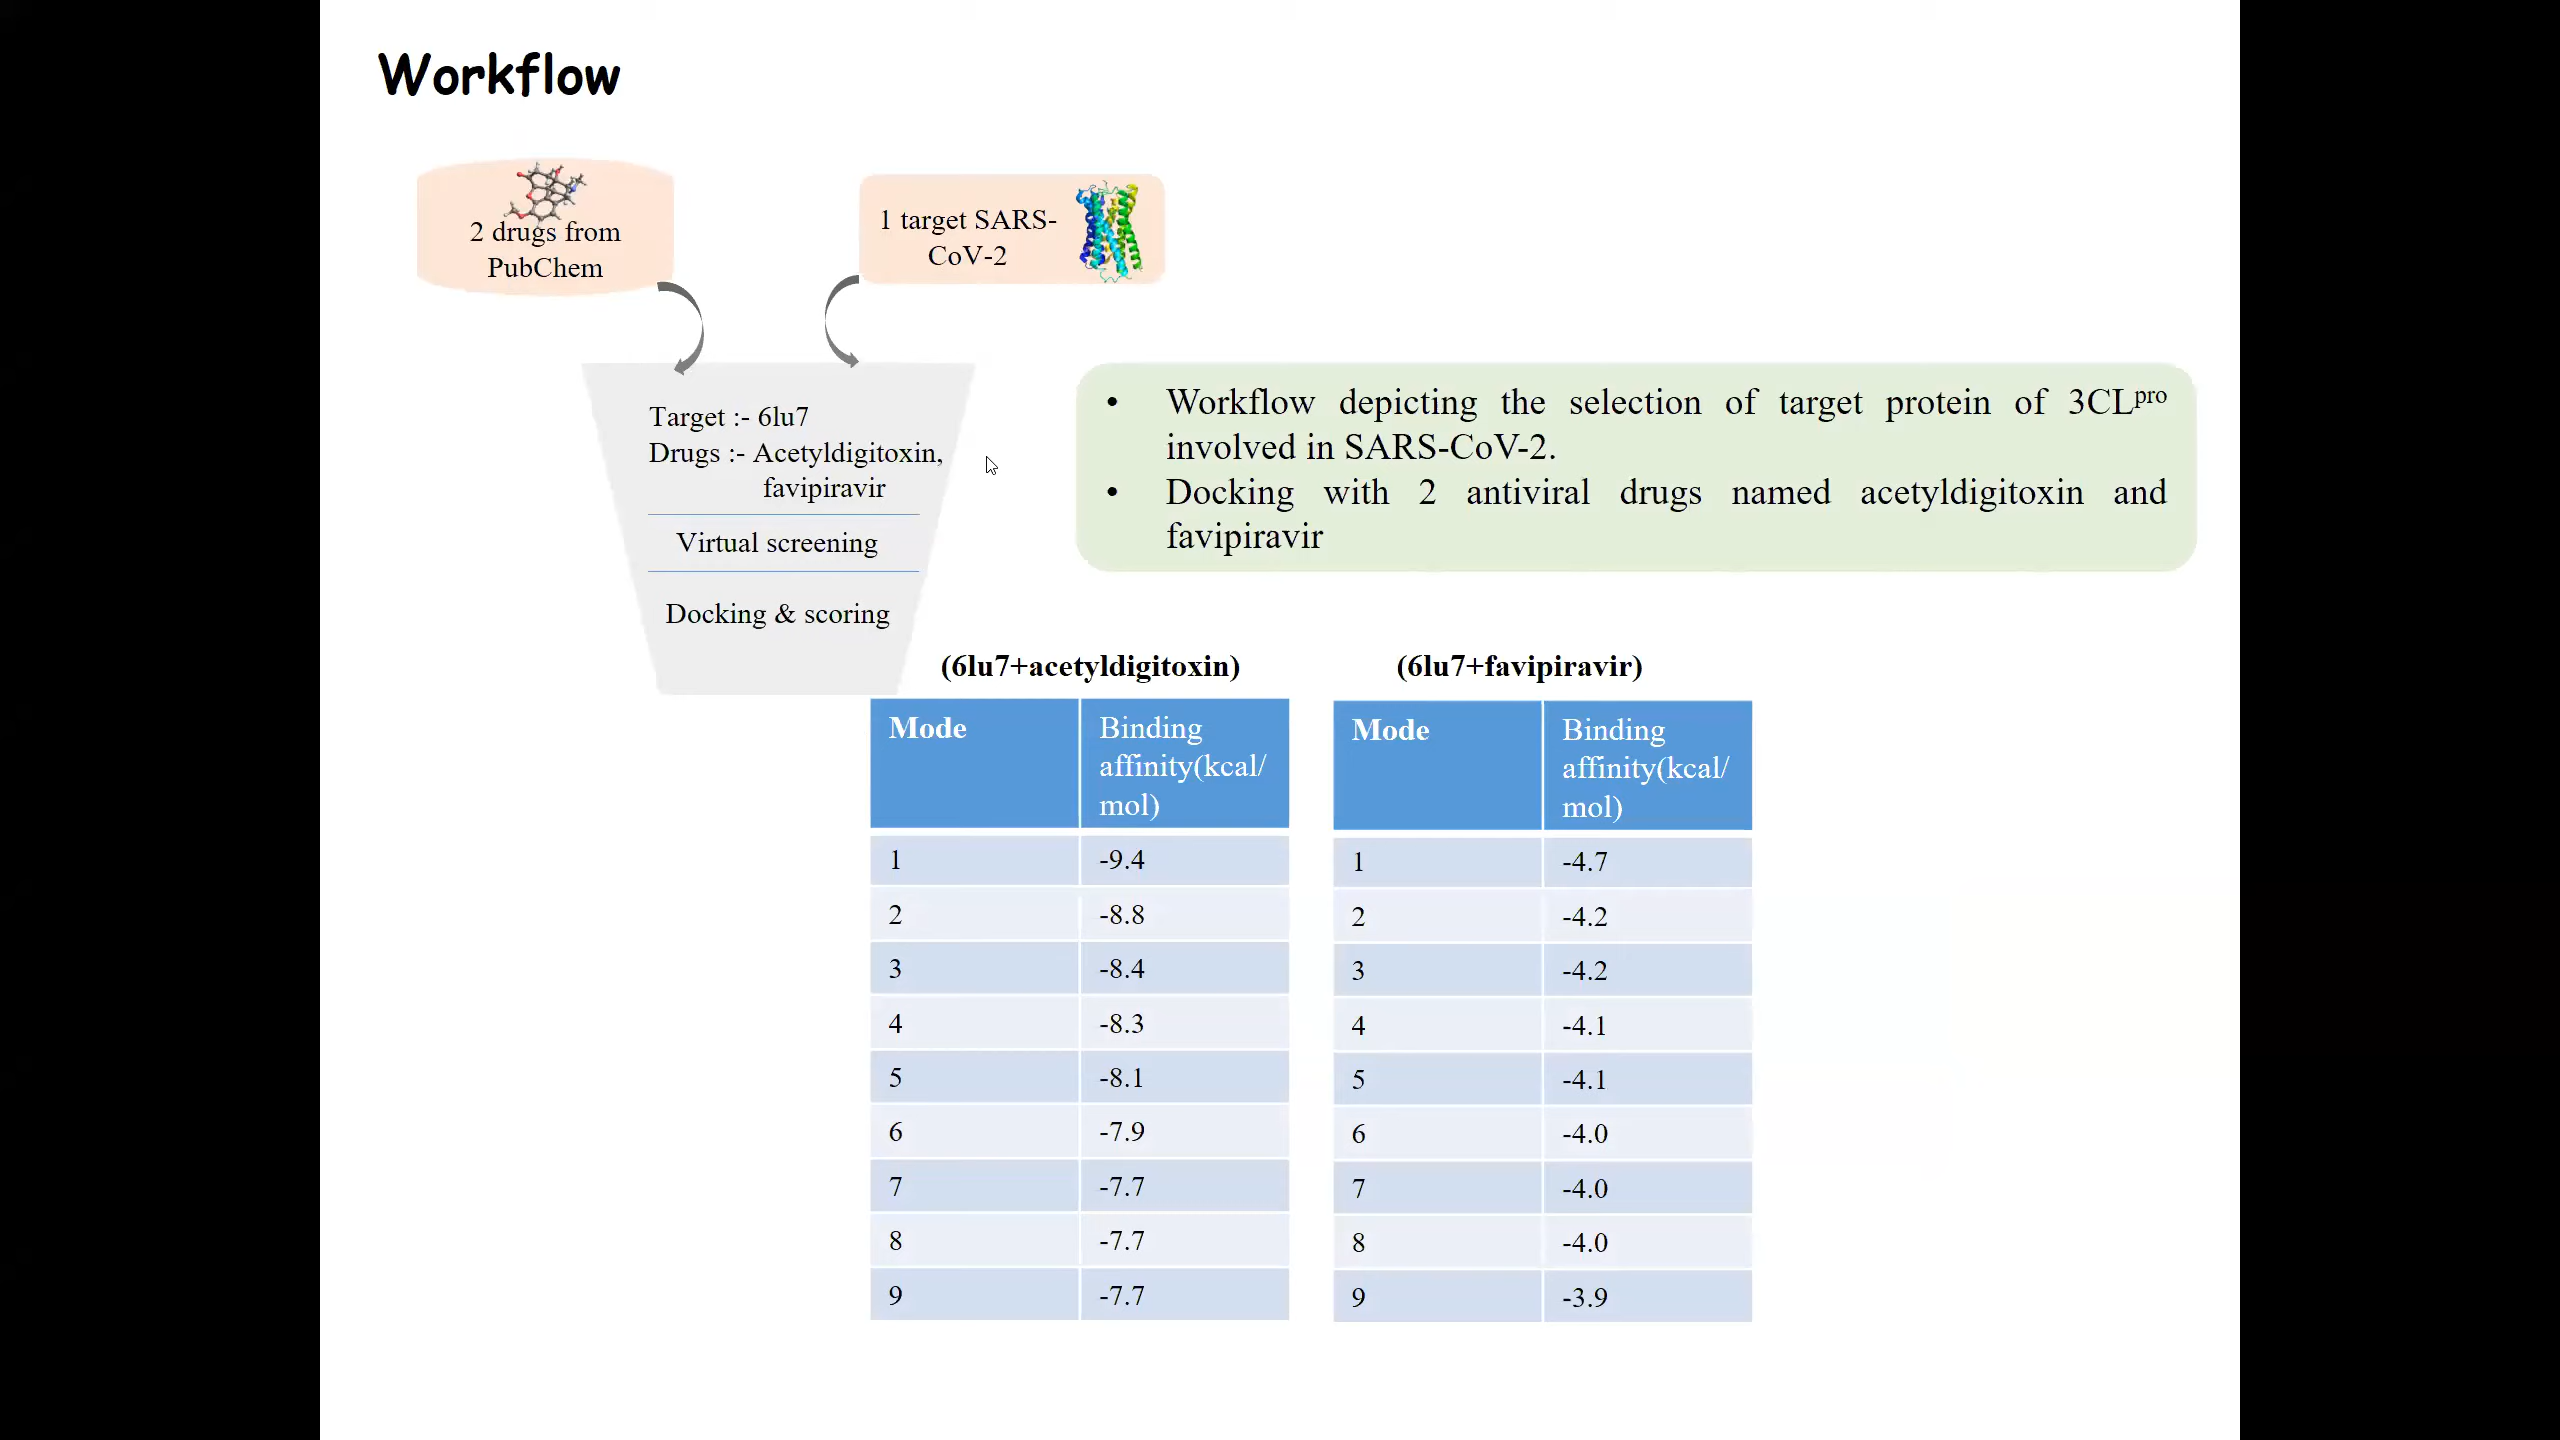 Workflow
2 drugs from
PubChem
1 target SARS-
CoV-2
Target :- 6lu7
Drugs :- Acetyldigitoxin,
favipiravir
Virtual screening
Docking & scoring
• Workflow depicting the selection of target protein of 3CLpro
involved in SARS-CoV-2.
• Docking with 2 antiviral drugs named acetyldigitoxin and
favipiravir
(6lu7+acetyldigitoxin)
Mode Binding
affinity(kcal/
mol)
1 -9.4
2 -8.8
3 -8.4
4 -8.3
5 -8.1
6 -7.9
7 -7.7
8 -7.7
9 -7.7
(6lu7+favipiravir)
Mode Binding
affinity(kcal/
mol)
1 -4.7
2 -4.2
3 -4.2
4 -4.1
5 -4.1
6 -4.0
7 -4.0
8 -4.0
9 -3.9